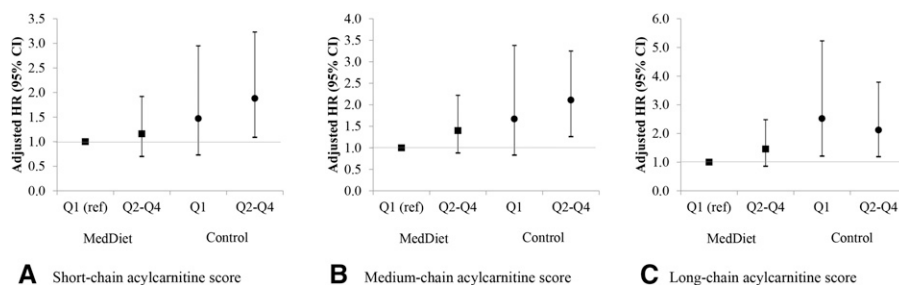 Adjusted HR (95% CI)
3.5
3.0
2.5
2.0
1.5
1.0
0.5
0.0
Q1 (ref) Q2-Q4 Q1 Q2-Q4
MedDiet Control
A Short-chain acylcarnitine score
Adjusted HR (95% CI)
4.0
3.5
3.0
2.5
2.0
1.5
1.0
0.5
0.0
Q1 (ref) Q2-Q4 Q1 Q2-Q4
MedDiet Control
B Medium-chain acylcarnitine score
Adjusted HR (95% CI)
6.0
5.0
4.0
3.0
2.0
1.0
0.0
Q1 (ref) Q2-Q4 Q1 Q2-Q4
MedDiet Control
C Long-chain acylcarnitine score